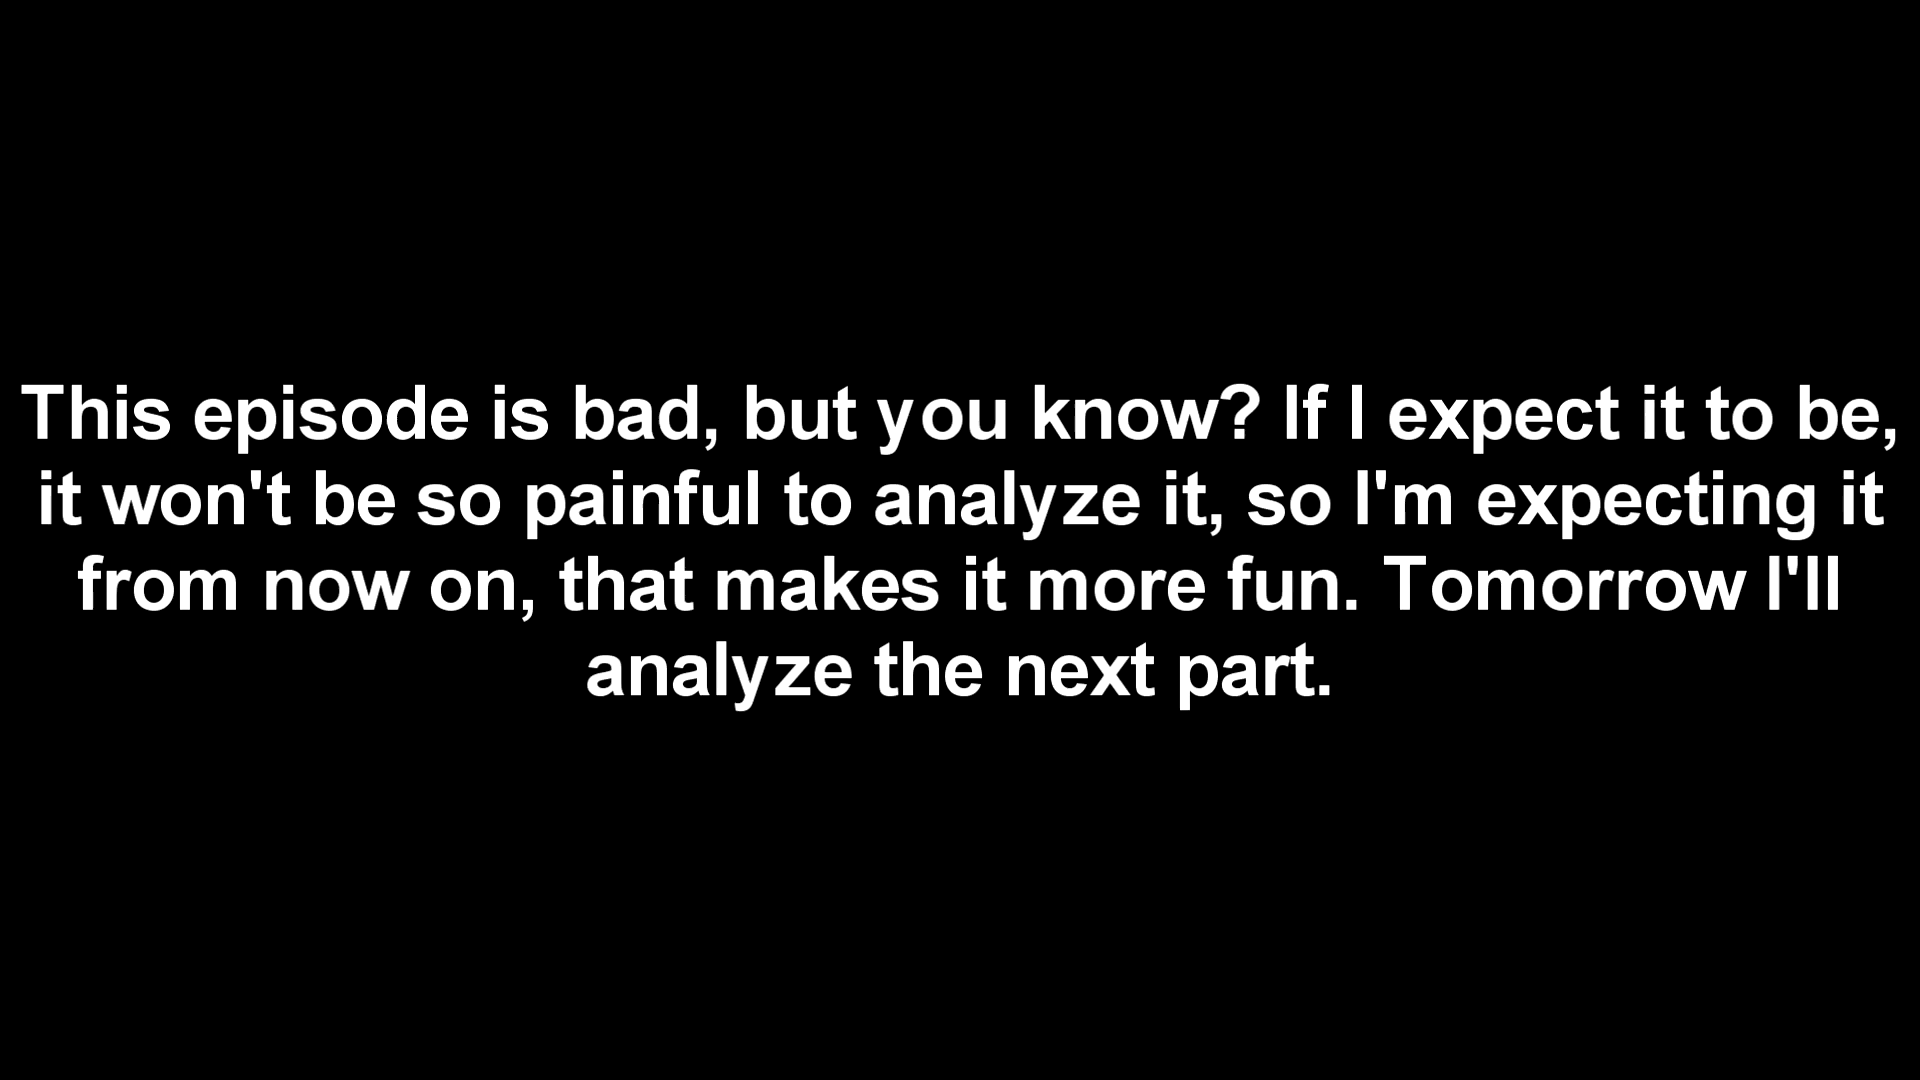 This episode is bad, but you know? If I expect it to be,
it won't be so painful to analyze it, so I'm expecting it
from now on, that makes it more fun. Tomorrow I'll
analyze the next part.